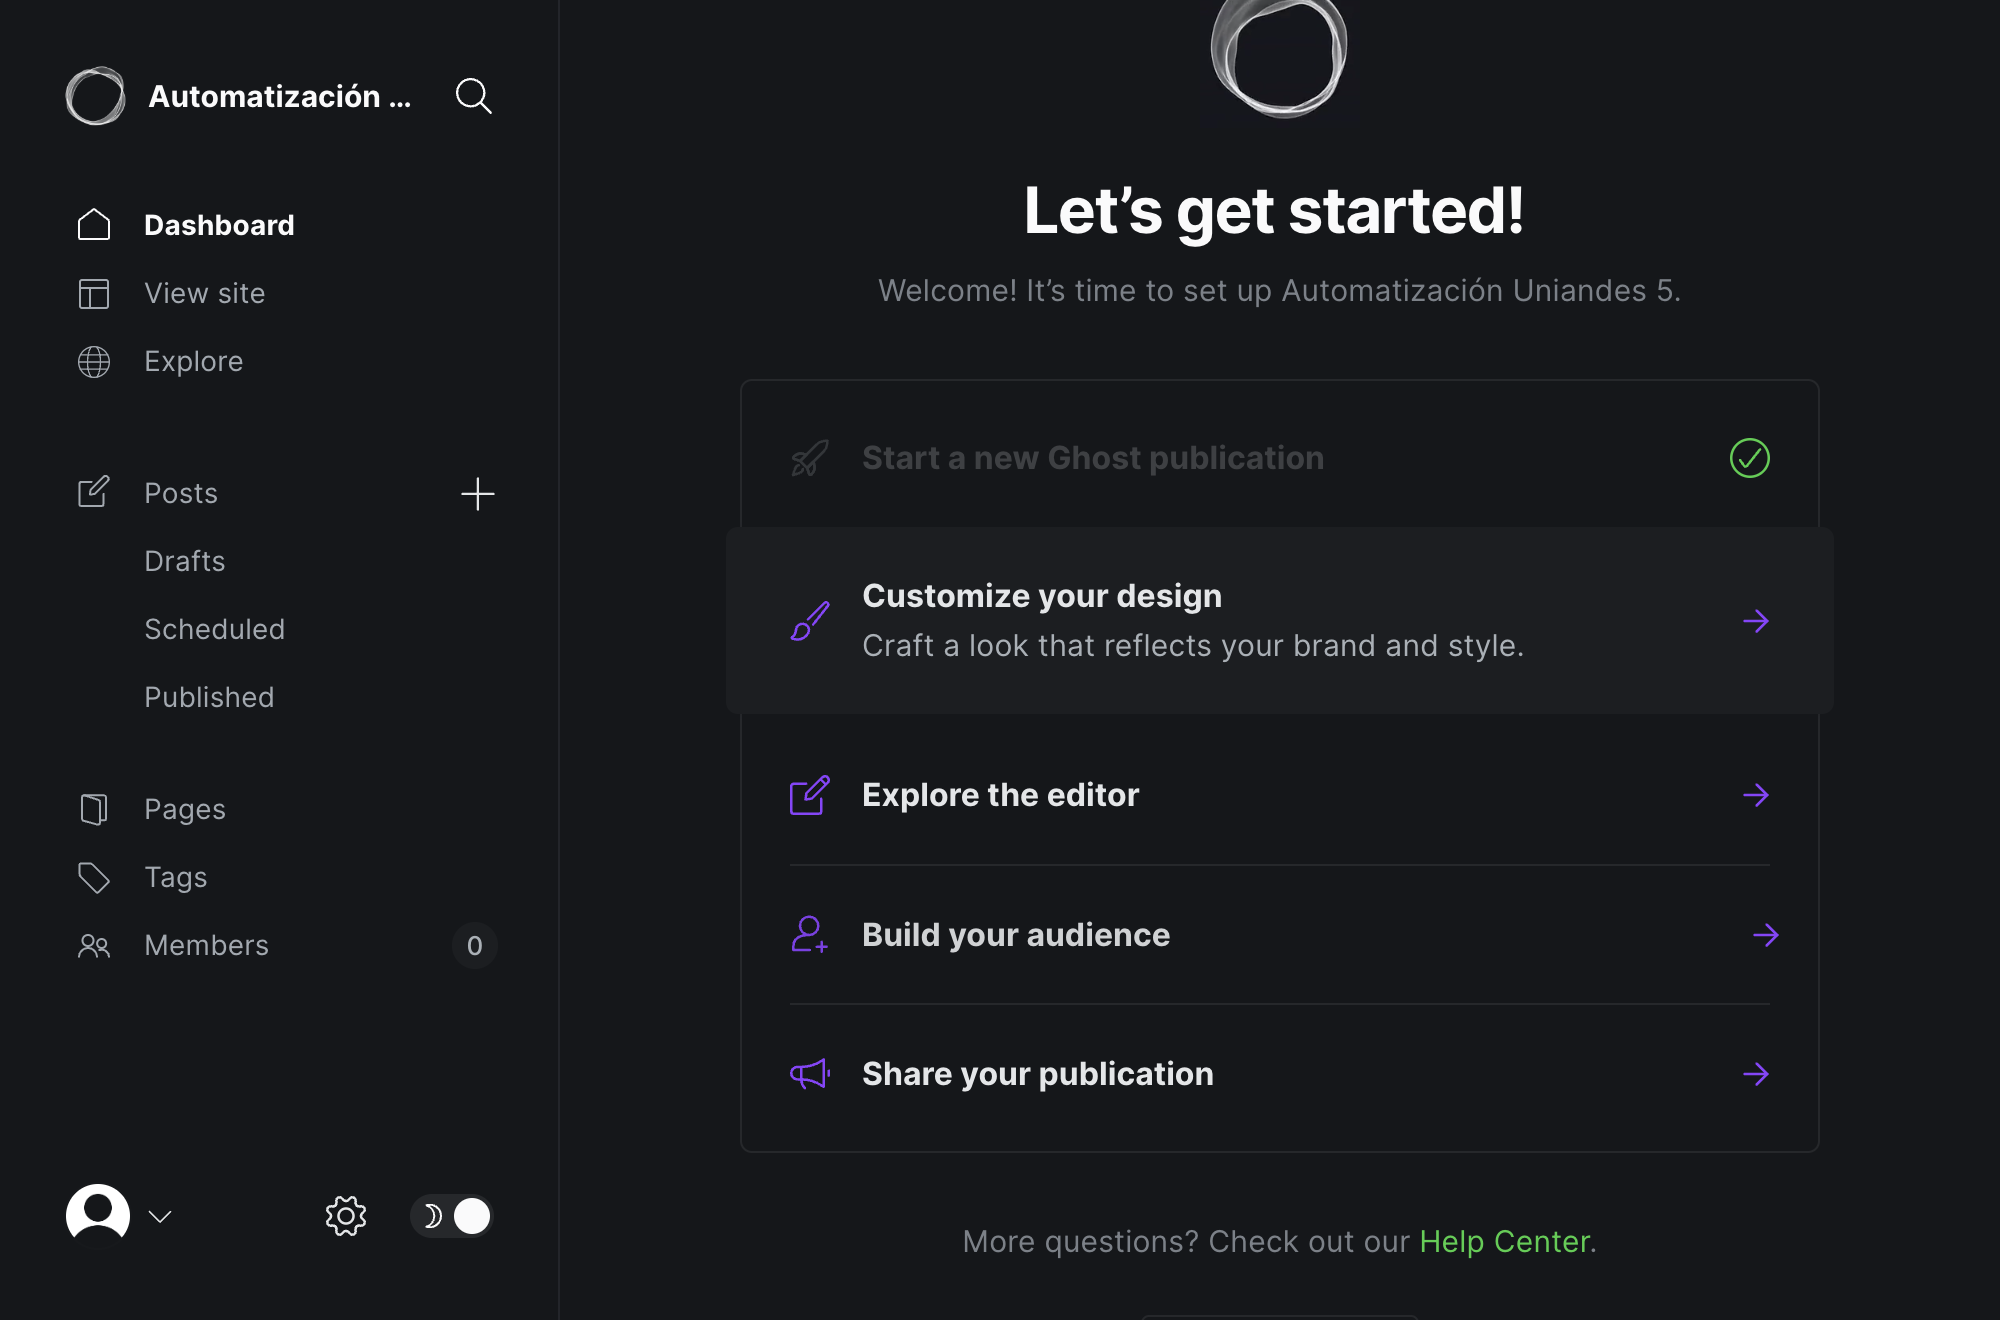 Automatización ...
Dashboard
View site
Explore
Posts
Drafts
Scheduled
Published
Pages
Tags
Members
0
Let’s get started!
Welcome! It’s time to set up Automatización Uniandes 5.
Start a new Ghost publication
Customize your design
Craft a look that reflects your brand and style.
Explore the editor
Build your audience
Share your publication
More questions? Check out our Help Center.